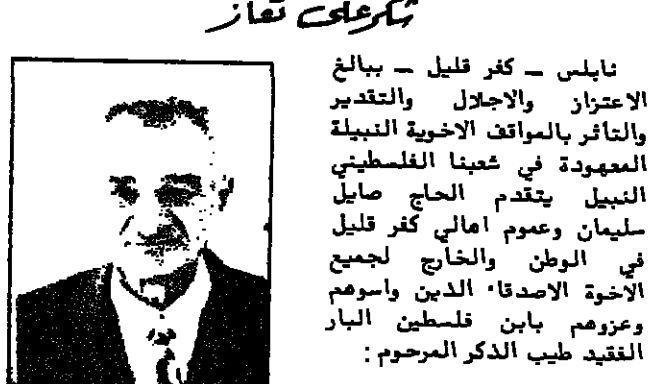 شكر على تعاز
نابلس ــ كفر قليل ــ ببالغ
الاعتزاز والاجلال والتقدير
والتأثر بالمواقف الاخوية النبيلة
المعهودة في شعبنا الفلسطيني
النبيل يتقدم الحاج صايل
سليمان وعموم اهالي كفر قليل
في الوطن والخارج لجميع
الاخوة الاصدقاء الذين واسوهم
وعزوهم بابن فلسطين البار
الفقيد طيب الذكر المرحوم :